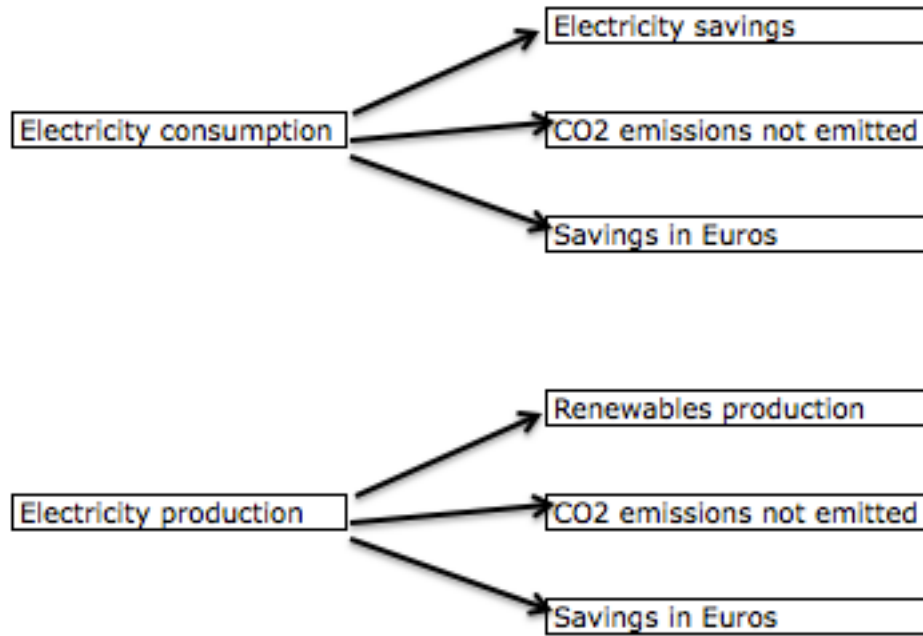 Electricity savings
Electricity consumption
CO2 emissions not emitted
Savings in Euros
Renewables production
Electricity production
CO2 emissions not emitted
Savings in Euros